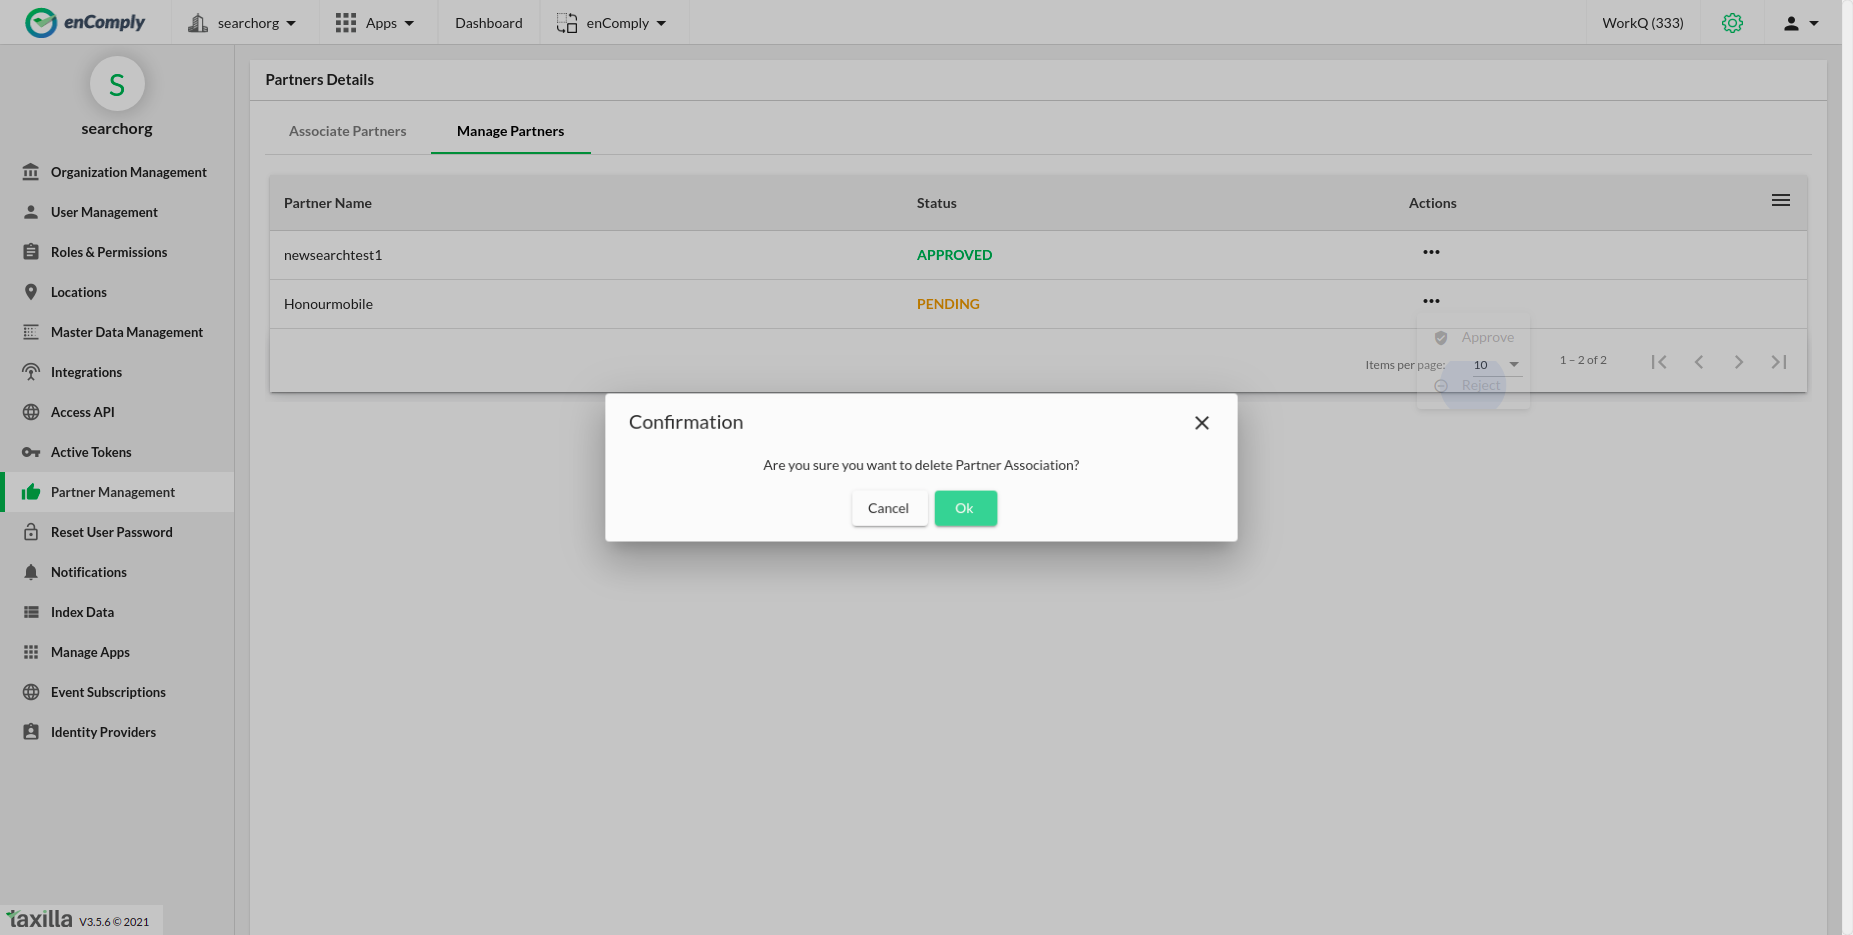 enComply
searchorg
Apps
Dashboard
enComply
WorkQ (333)
S
searchorg
Organization Management
User Management
Roles & Permissions
Locations
Master Data Management
Integrations
Access API
Active Tokens
Partner Management
Reset User Password
Notifications
Index Data
Manage Apps
Event Subscriptions
Identity Providers
taxilla V3.5.6 © 2021
Partners Details
Associate Partners
Manage Partners
Partner Name Status Actions
newsearchtest1 APPROVED
Honourmobile PENDING
Approve
Items per page: 10 1 – 2 of 2
Reject
Confirmation
Are you sure you want to delete Partner Association?
Cancel Ok